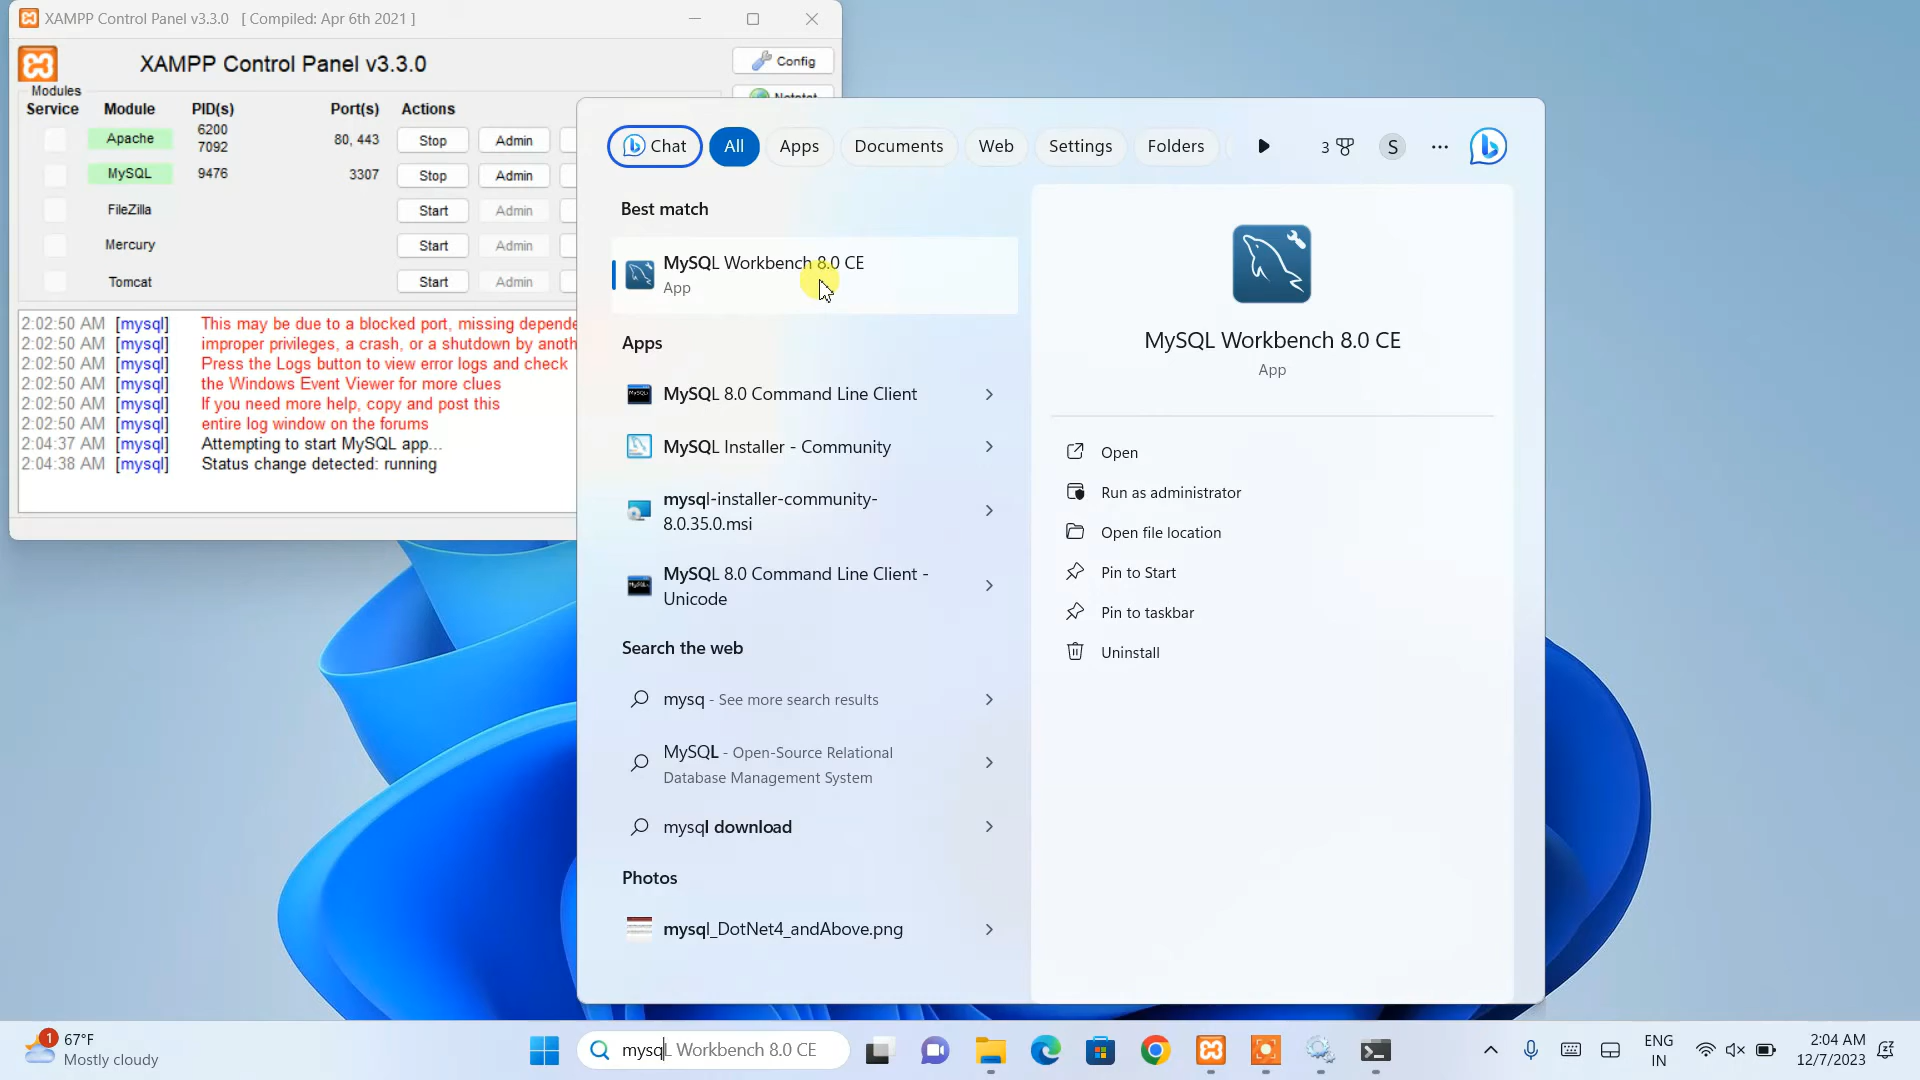 XAMPP Control Panel v3.3.0 [ Compiled: Apr 6th 2021 ]
XAMPP Control Panel v3.3.0
Config
Modules
Service Module PID(s) Port(s) Actions
Netstat
Apache 6200 7092 80, 443 Stop Admin
MySQL 9476 3307 Stop Admin
FileZilla Start Admin
Mercury Start Admin
Tomcat Start Admin
2:02:50 AM [mysql] This may be due to a blocked port, missing depende
2:02:50 AM [mysql] improper privileges, a crash, or a shutdown by anoth
2:02:50 AM [mysql] Press the Logs button to view error logs and check
2:02:50 AM [mysql] the Windows Event Viewer for more clues
2:02:50 AM [mysql] If you need more help, copy and post this
2:02:50 AM [mysql] entire log window on the forums
2:04:37 AM [mysql] Attempting to start MySQL app...
2:04:38 AM [mysql] Status change detected: running
Chat All Apps Documents Web Settings Folders 3 S
Best match
MySQL Workbench 8.0 CE
App
Apps
MySQL 8.0 Command Line Client
MySQL Installer - Community
mysql-installer-community-
8.0.35.0.msi
MySQL 8.0 Command Line Client -
Unicode
Search the web
mysq - See more search results
MySQL - Open-Source Relational
Database Management System
mysql download
Photos
mysql_DotNet4_andAbove.png
MySQL Workbench 8.0 CE
App
Open
Run as administrator
Open file location
Pin to Start
Pin to taskbar
Uninstall
1 67°F
Mostly cloudy
mysqL Workbench 8.0 CE
ENG
IN
2:04 AM
12/7/2023